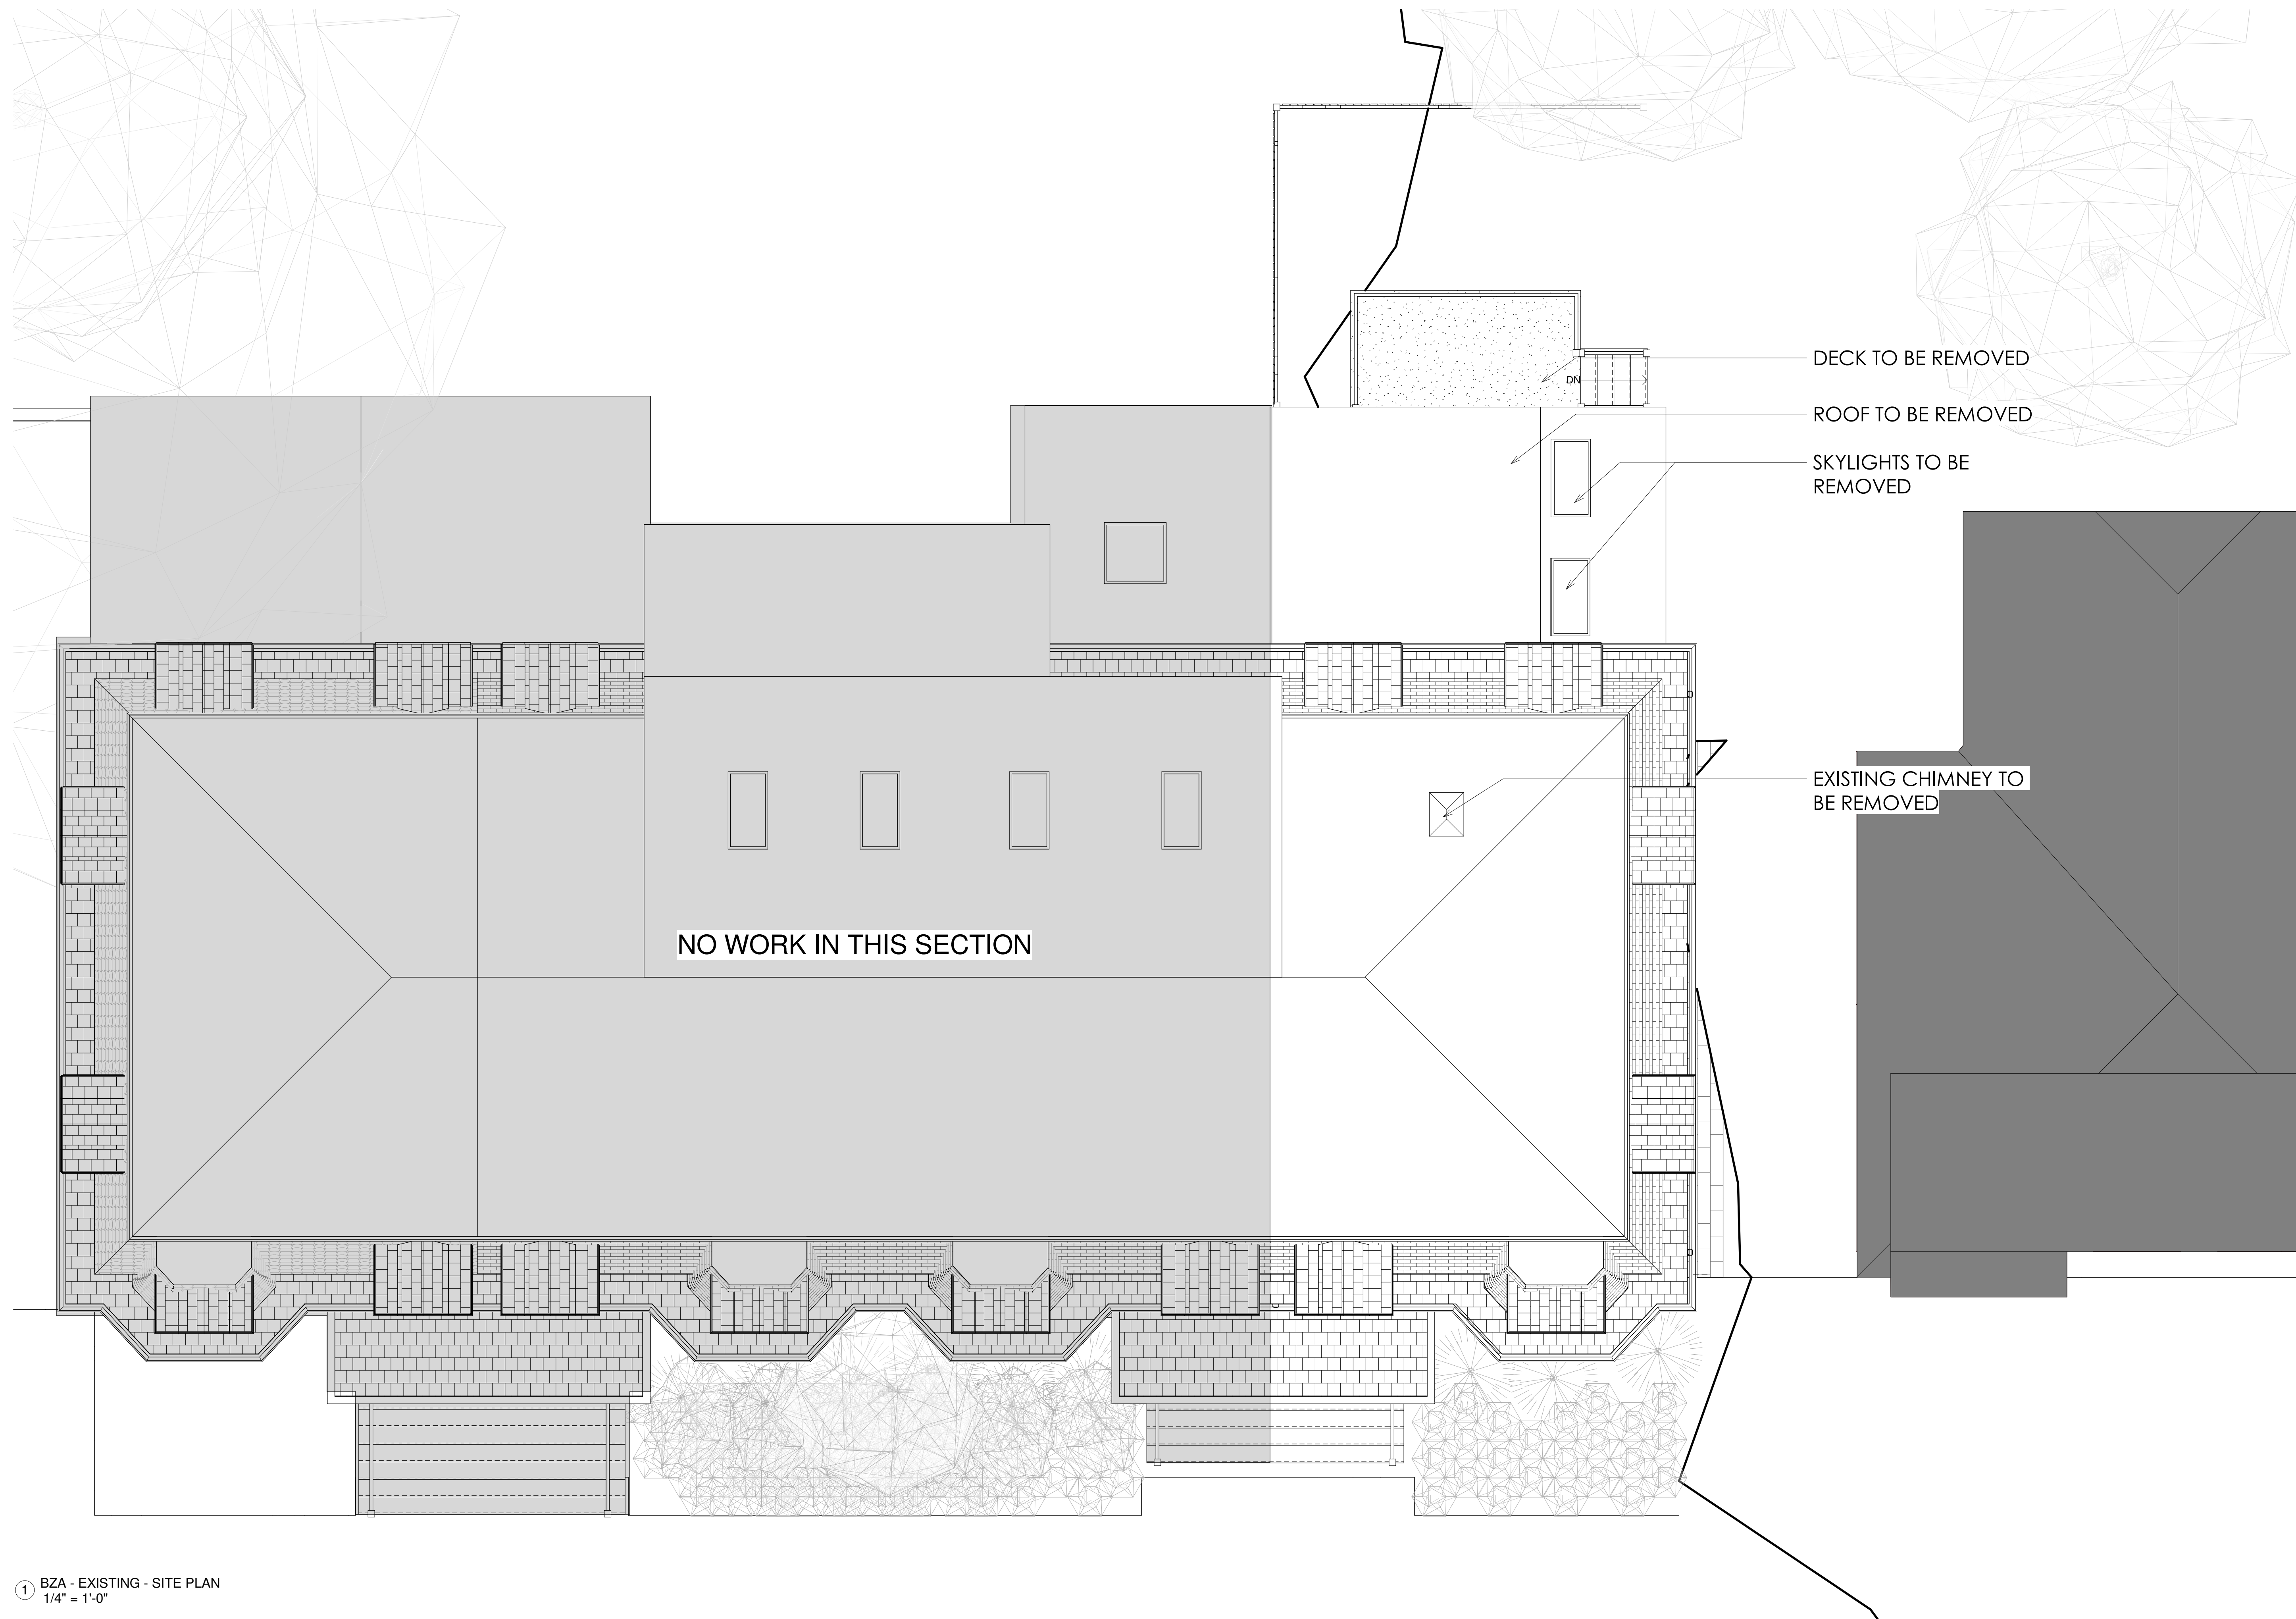 DECK TO BE REMOVED
DN
ROOF TO BE REMOVED
SKYLIGHTS TO BE
REMOVED
EXISTING CHIMNEY TO
BE REMOVED
NO WORK IN THIS SECTION
1 BZA - EXISTING - SITE PLAN
1/4" = 1'-0"